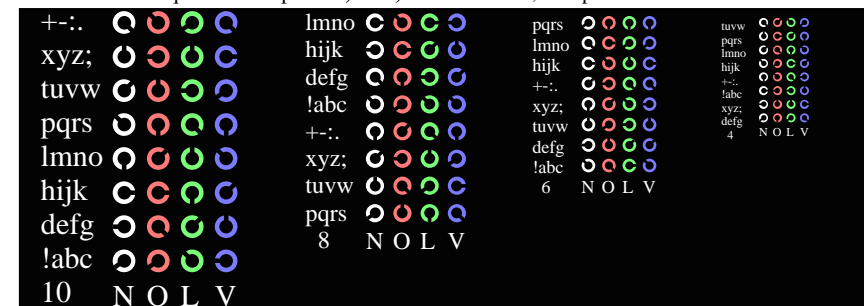 +-:.
xyz;
tuvw
pqrs
lmno
hijk
defg
!abc
10 N O L V
lmno
hijk
defg
!abc
+-:.
xyz;
tuvw
pqrs
8 N O L V
pqrs
lmno
hijk
+-:.
xyz;
tuvw
defg
!abc
6 N O L V
tuvw
pqrs
lmno
hijk
+-:.
!abc
xyz;
defg
4 N O L V